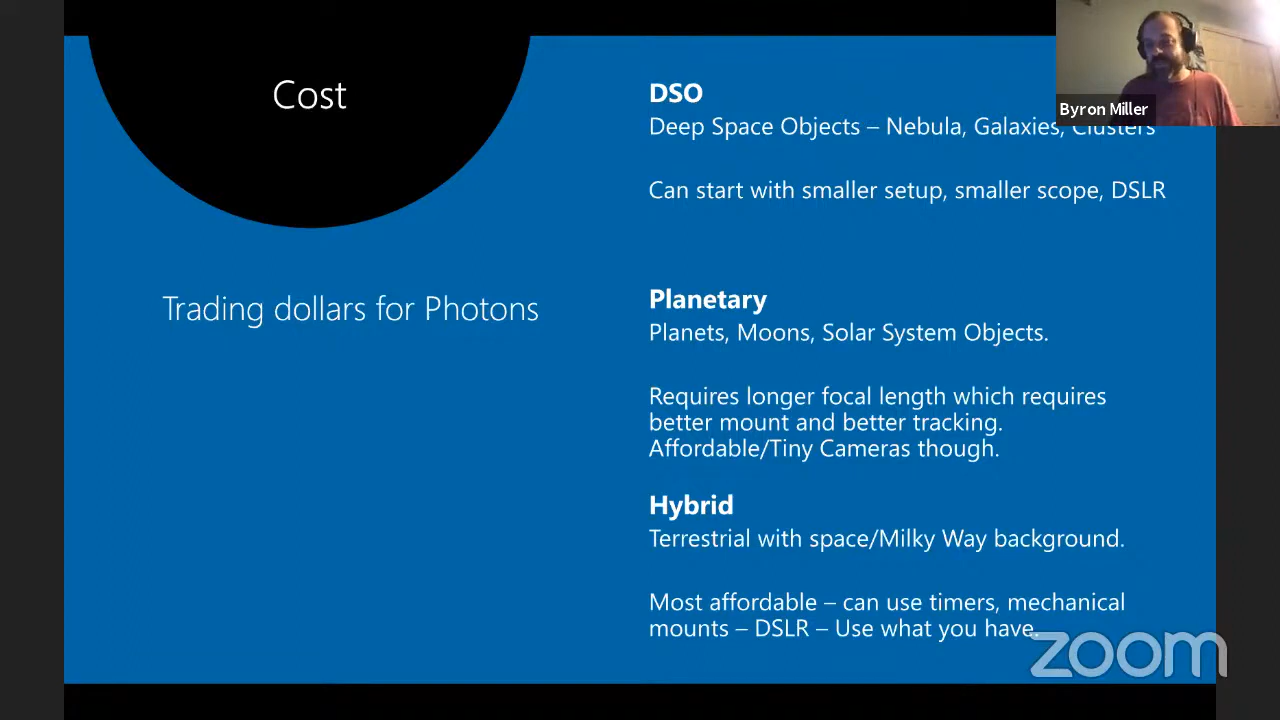 Cost
Trading dollars for Photons
DSO
Deep Space Objects – Nebula, Galaxies, Clusters
Can start with smaller setup, smaller scope, DSLR
Planetary
Planets, Moons, Solar System Objects.
Requires longer focal length which requires
better mount and better tracking.
Affordable/Tiny Cameras though.
Hybrid
Terrestrial with space/Milky Way background.
Most affordable – can use timers, mechanical
mounts – DSLR – Use what you have.
Byron Miller
zoom